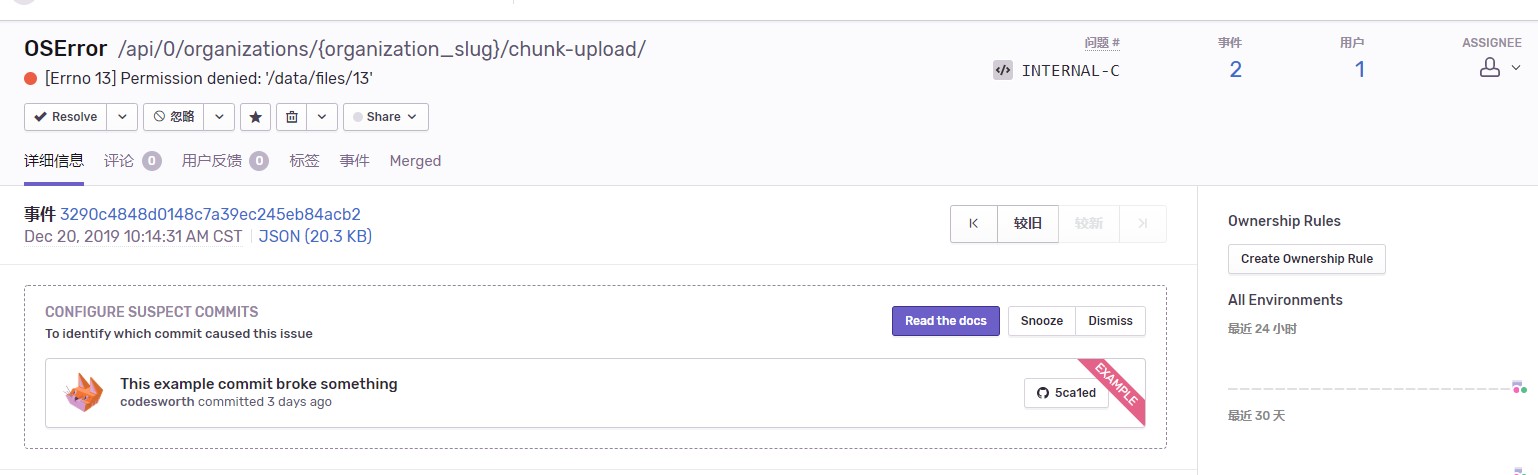 OSError /api/0/organizations/{organization_slug}/chunk-upload/
[Errno 13] Permission denied: '/data/files/13'
问题 # 事件 用户 ASSIGNEE
INTERNAL-C 2 1
Resolve 忽略 Share
详细信息 评论 0 用户反馈 0 标签 事件 Merged
事件 3290c4848d0148c7a39ec245eb84acb2
Dec 20, 2019 10:14:31 AM CST JSON (20.3 KB)
较旧 较新
CONFIGURE SUSPECT COMMITS
To identify which commit caused this issue
Read the docs Snooze Dismiss
This example commit broke something
codesworth committed 3 days ago
5ca1ed
EXAMPLE
Ownership Rules
Create Ownership Rule
All Environments
最近 24 小时
最近 30 天